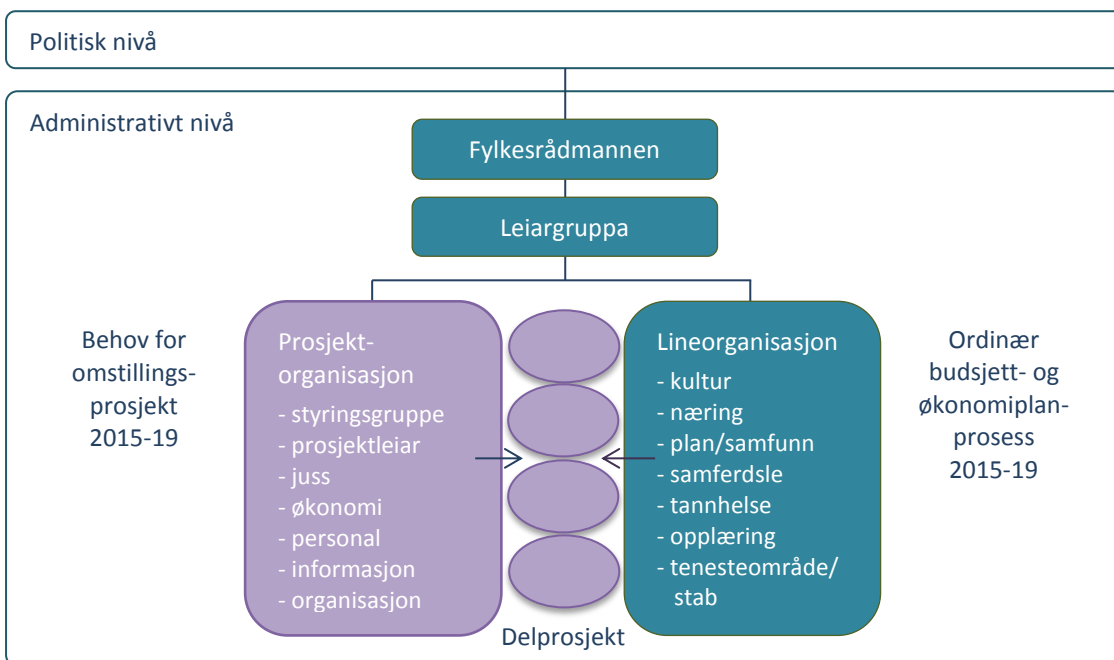 Politisk nivå
Administrativt nivå
Fylkesrådmannen
Leiargruppa
Behov for
omstillings-
prosjekt
2015-19
Prosjekt-
organisasjon
- styringsgruppe
- prosjektleiar
- juss
- økonomi
- personal
- informasjon
- organisasjon
Lineorganisasjon
- kultur
- næring
- plan/samfunn
- samferdsle
- tannhelse
- opplæring
- tenesteområde/
stab
Ordinær
budsjett- og
økonomiplan-
prosess
2015-19
Delprosjekt